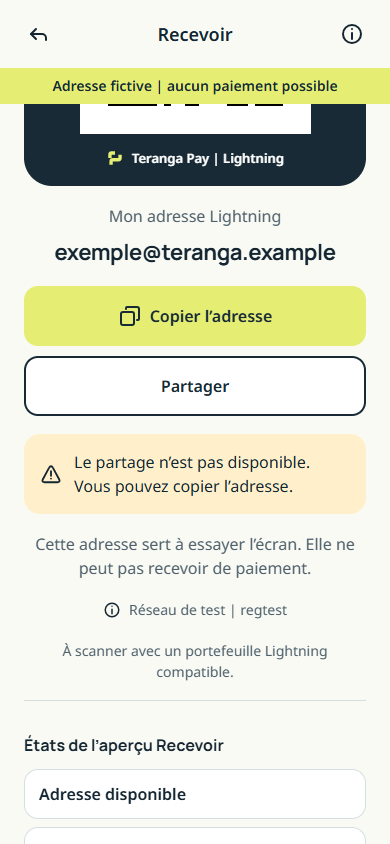 Recevoir
Adresse fictive | aucun paiement possible
Teranga Pay | Lightning
Mon adresse Lightning
exemple@teranga.example
Copier l’adresse
Partager
Le partage n’est pas disponible.
Vous pouvez copier l’adresse.
Cette adresse sert à essayer l’écran. Elle ne
peut pas recevoir de paiement.
Réseau de test | regtest
À scanner avec un portefeuille Lightning
compatible.
États de l’aperçu Recevoir
Adresse disponible